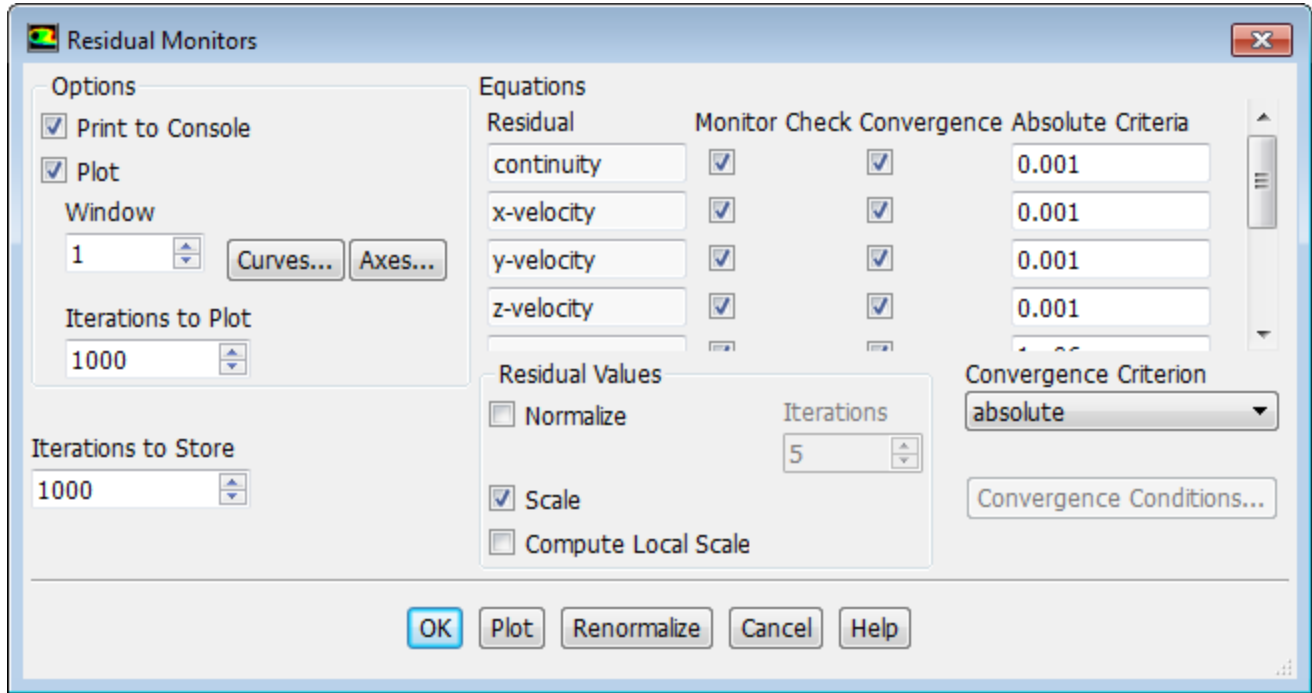 Residual Monitors
Options
Print to Console
Plot
Window
1
Curves...
Axes...
Iterations to Plot
1000
Iterations to Store
1000
Equations
Residual Monitor Check Convergence Absolute Criteria
continuity 0.001
x-velocity 0.001
y-velocity 0.001
z-velocity 0.001
Residual Values
Normalize
Iterations
5
Scale
Compute Local Scale
Convergence Criterion
absolute
Convergence Conditions...
OK Plot Renormalize Cancel Help